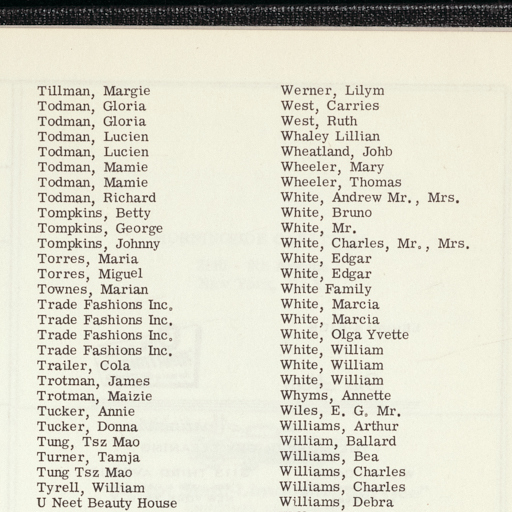 Tillman, Margie
Todman, Gloria
Todman, Gloria
Todman, Lucien
Todman, Lucien
Todman, Mamie
Todman, Mamie
Todman, Richard
Tompkins, Betty
Tompkins, George
Tompkins, Johnny
Torres, Maria
Torres, Miguel
Townes, Marian
Trade Fashions Inc.
Trade Fashions Inc.
Trade Fashions Inc.
Trade Fashions Inc.
Trailer, Cola
Trotman, James
Trotman, Maizie
Tucker, Annie
Tucker, Donna
Tung, Tsz Mao
Turner, Tamja
Tung Tsz Mao
Tyrell, William
U Neet Beauty House
Werner, Lilym
West, Carries
West, Ruth
Whaley Lillian
Wheatland, Johb
Wheeler, Mary
Wheeler, Thomas
White, Andrew Mr., Mrs.
White, Bruno
White, Mr.
White, Charles, Mr., Mrs.
White, Edgar
White, Edgar
White Family
White, Marcia
White, Marcia
White, Olga Yvette
White, William
White, William
White, William
Whyms, Annette
Wiles, E. G. Mr.
Williams, Arthur
William, Ballard
Williams, Bea
Williams, Charles
Williams, Charles
Williams, Debra